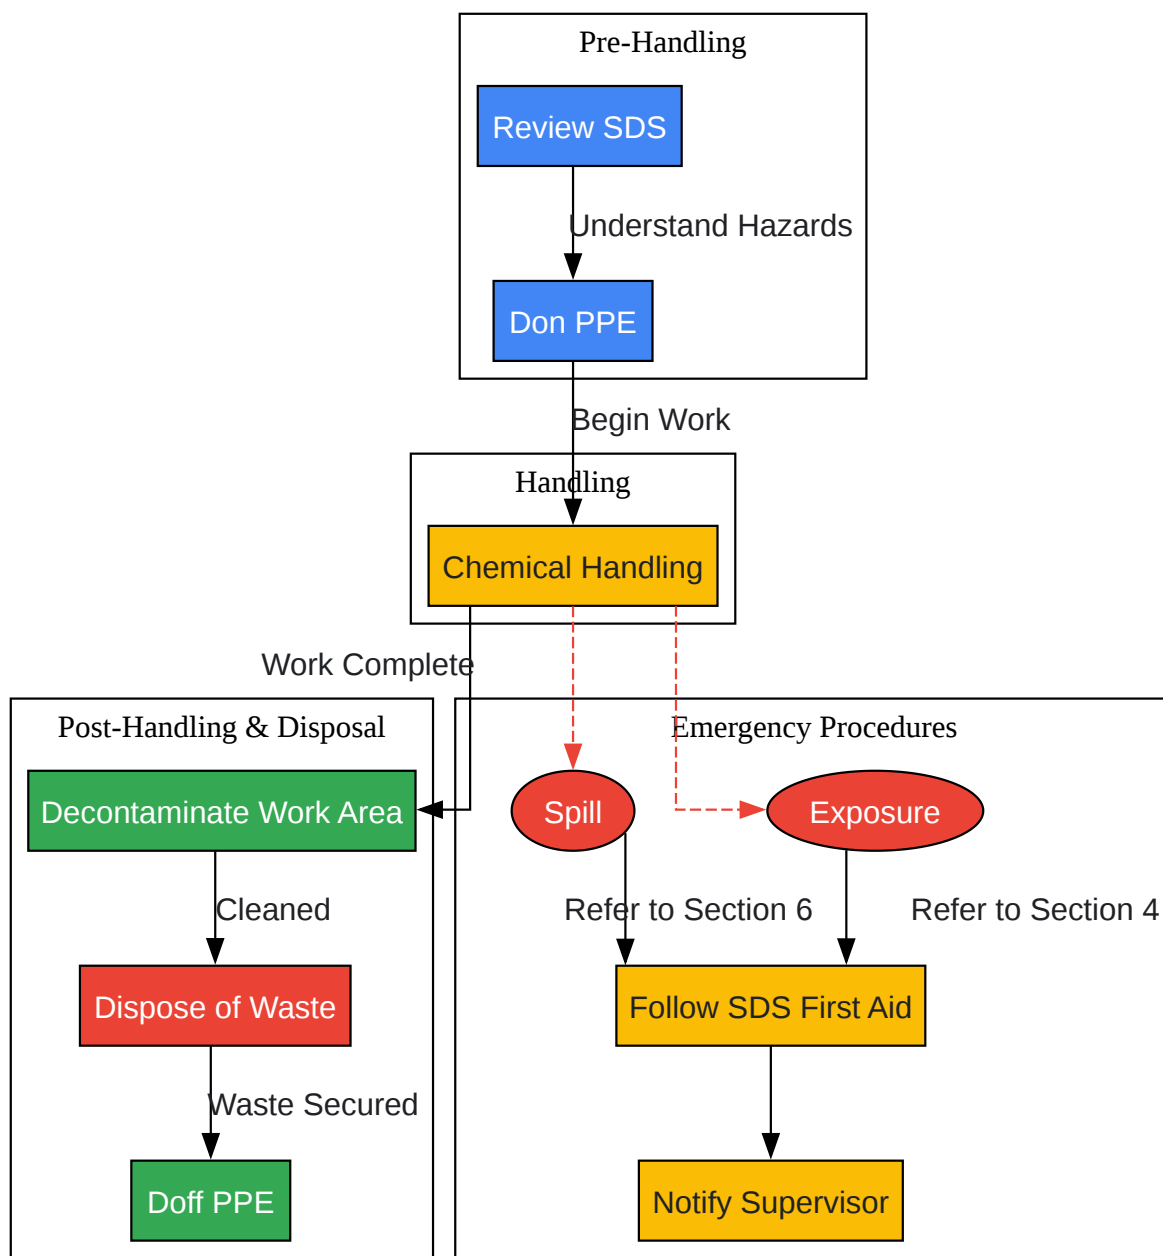 Pre-Handling
Review SDS
Understand Hazards
Don PPE
Begin Work
Handling
Chemical Handling
Work Complete
Post-Handling & Disposal
Decontaminate Work Area
Cleaned
Dispose of Waste
Waste Secured
Doff PPE
Emergency Procedures
Spill
Exposure
Refer to Section 6
Refer to Section 4
Follow SDS First Aid
Notify Supervisor